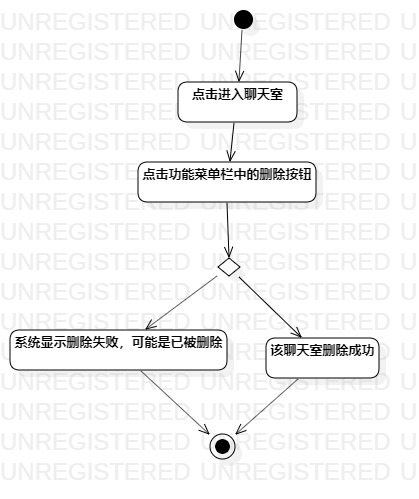 点击进入聊天室
点击功能菜单栏中的删除按钮
系统显示删除失败，可能是已被删除
该聊天室删除成功
UNREGISTERED UNREGISTERED